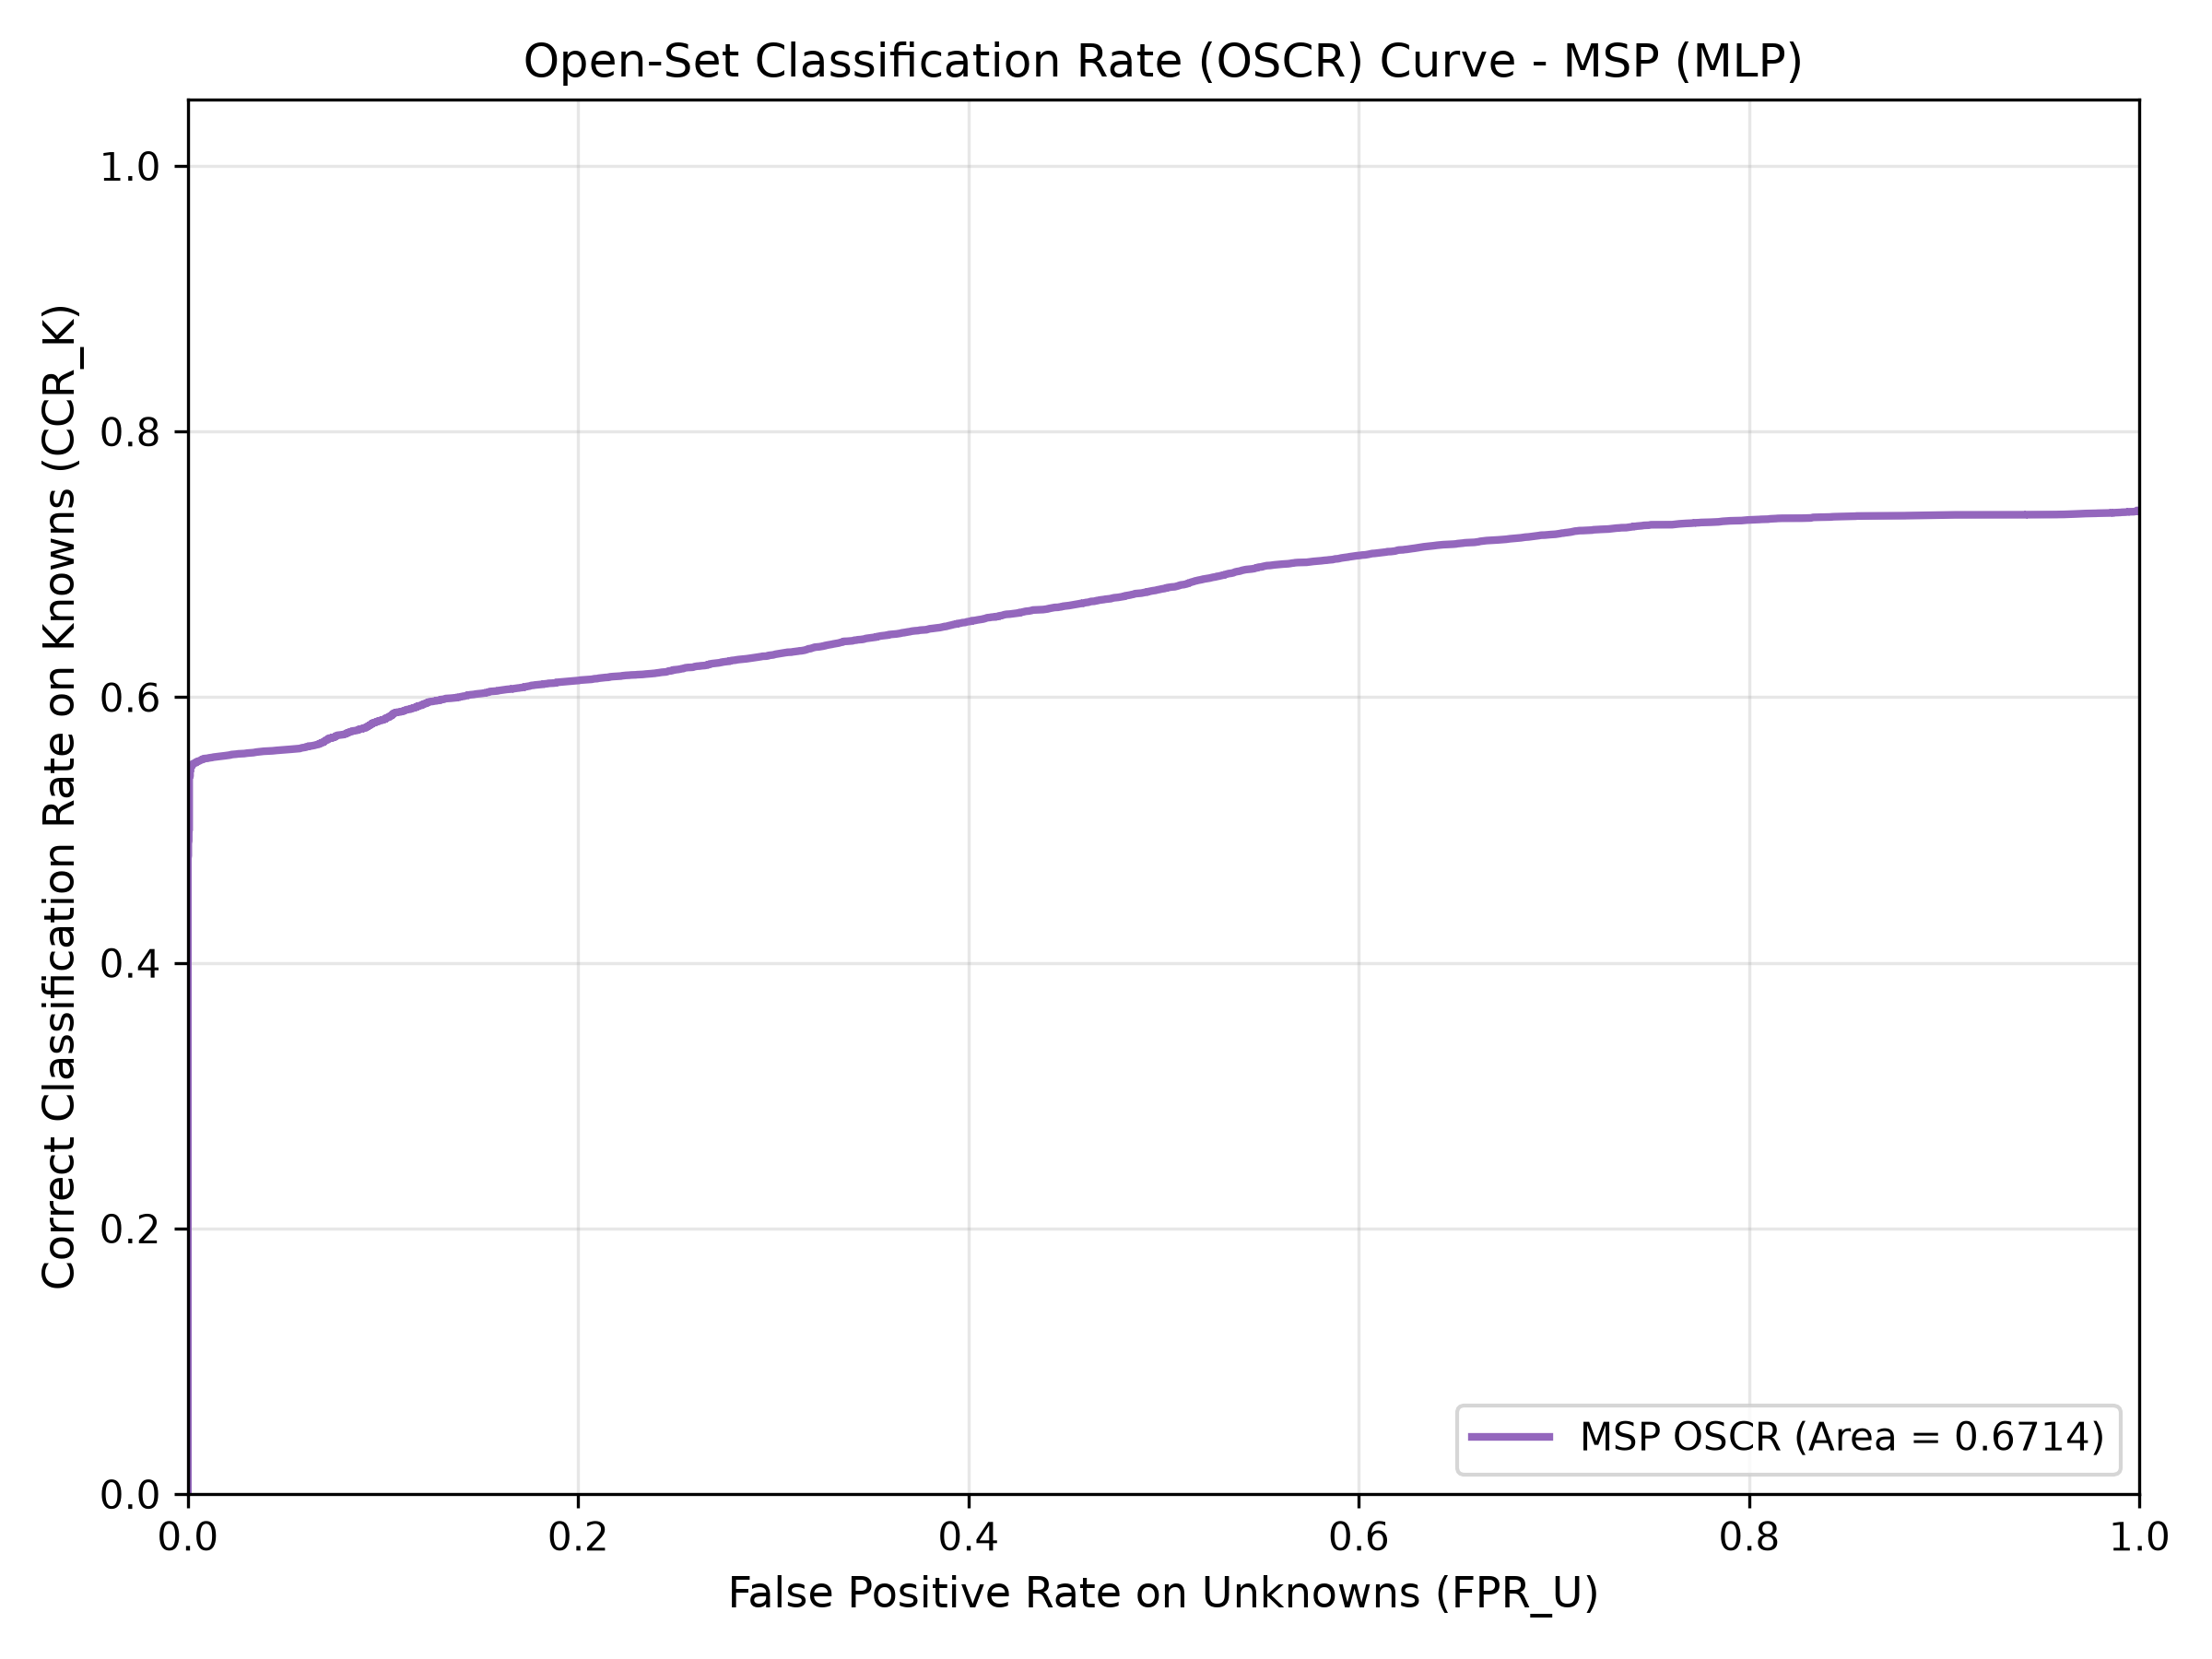 Open-Set Classification Rate (OSCR) Curve - MSP (MLP)
Correct Classification Rate on Knowns (CCR_K)
1.0
0.8
0.6
0.4
0.2
0.0
MSP OSCR (Area = 0.6714)
0.0 0.2 0.4 0.6 0.8 1.0
False Positive Rate on Unknowns (FPR_U)